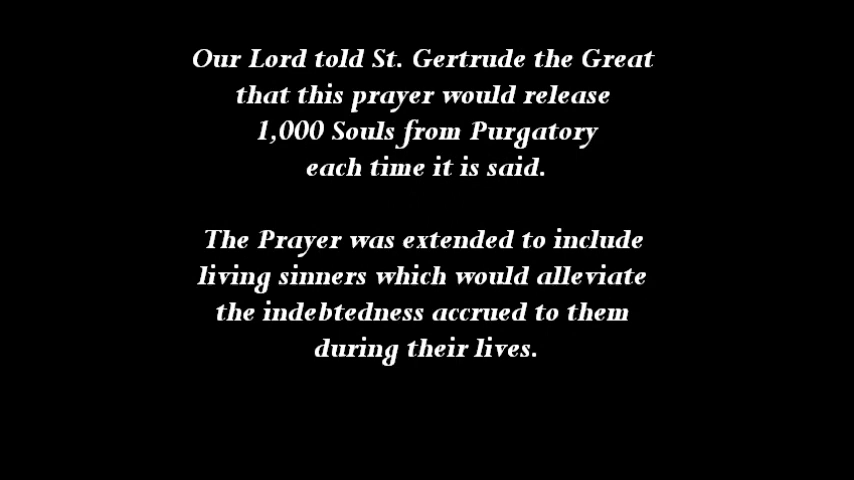 Our Lord told St. Gertrude the Great
that this prayer would release
1,000 Souls from Purgatory
each time it is said.
The Prayer was extended to include
living sinners which would alleviate
the indebtedness accrued to them
during their lives.